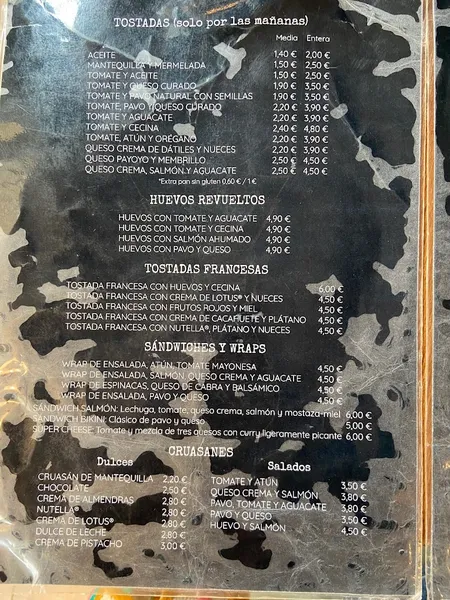 TOSTADAS (solo por las mañanas)
Media Entera
ACEITE 1,40 € 2,00 €
MANTEQUILLA Y MERMELADA 1,50 € 2,50 €
TOMATE Y ACEITE 1,50 € 2,50 €
TOMATE Y QUESO CURADO 1,90 € 3,50 €
TOMATE Y PAVO NATURAL CON SEMILLAS 1,90 € 3,50 €
TOMATE, PAVO Y QUESO CURADO 2,20 € 3,90 €
TOMATE Y AGUACATE 2,20 € 3,90 €
TOMATE Y CECINA 2,40 € 4,80 €
TOMATE, ATÚN Y ORÉGANO 2,20 € 3,90 €
QUESO CREMA DE DÁTILES Y NUECES 2,20 € 3,90 €
QUESO PAYOYO Y MEMBRILLO 2,50 € 4,50 €
QUESO CREMA, SALMÓN Y AGUACATE 2,50 € 4,50 €
*Extra pan sin gluten 0,60 € / 1 €
HUEVOS REVUELTOS
HUEVOS CON TOMATE Y AGUACATE 4,90 €
HUEVOS CON TOMATE Y CECINA 4,90 €
HUEVOS CON SALMÓN AHUMADO 4,90 €
HUEVOS CON PAVO Y QUESO 4,90 €
TOSTADAS FRANCESAS
TOSTADA FRANCESA CON HUEVOS Y CECINA 6,00 €
TOSTADA FRANCESA CON CREMA DE LOTUS® Y NUECES 4,50 €
TOSTADA FRANCESA CON FRUTOS ROJOS Y MIEL 4,50 €
TOSTADA FRANCESA CON CREMA DE CACAHUETE Y PLÁTANO 4,50 €
TOSTADA FRANCESA CON NUTELLA®, PLÁTANO Y NUECES 4,50 €
SÁNDWICHES Y WRAPS
WRAP DE ENSALADA, ATÚN, TOMATE MAYONESA 4,50 €
WRAP DE ENSALADA, SALMÓN, QUESO CREMA Y AGUACATE 4,50 €
WRAP DE ESPINACAS, QUESO DE CABRA Y BALSÁMICO 4,50 €
WRAP DE ENSALADA, PAVO Y QUESO 4,50 €
SÁNDWICH SALMÓN: Lechuga, tomate, queso crema, salmón y mostaza-miel 6,00 €
SÁNDWICH BIKINI: Clásico de pavo y queso 5,00 €
SUPER CHEESE: Tomate y mezcla de tres quesos con curry ligeramente picante 6,00 €
CRUASANES
Dulces
CRUASÁN DE MANTEQUILLA 2,20 €
CHOCOLATE 2,50 €
CREMA DE ALMENDRAS 2,80 €
NUTELLA® 2,80 €
CREMA DE LOTUS® 2,80 €
DULCE DE LECHE 2,80 €
CREMA DE PISTACHO 3,00 €
Salados
TOMATE Y ATÚN 3,50 €
QUESO CREMA Y SALMÓN 3,80 €
PAVO, TOMATE Y AGUACATE 3,80 €
PAVO Y QUESO 3,50 €
HUEVO Y SALMÓN 4,50 €